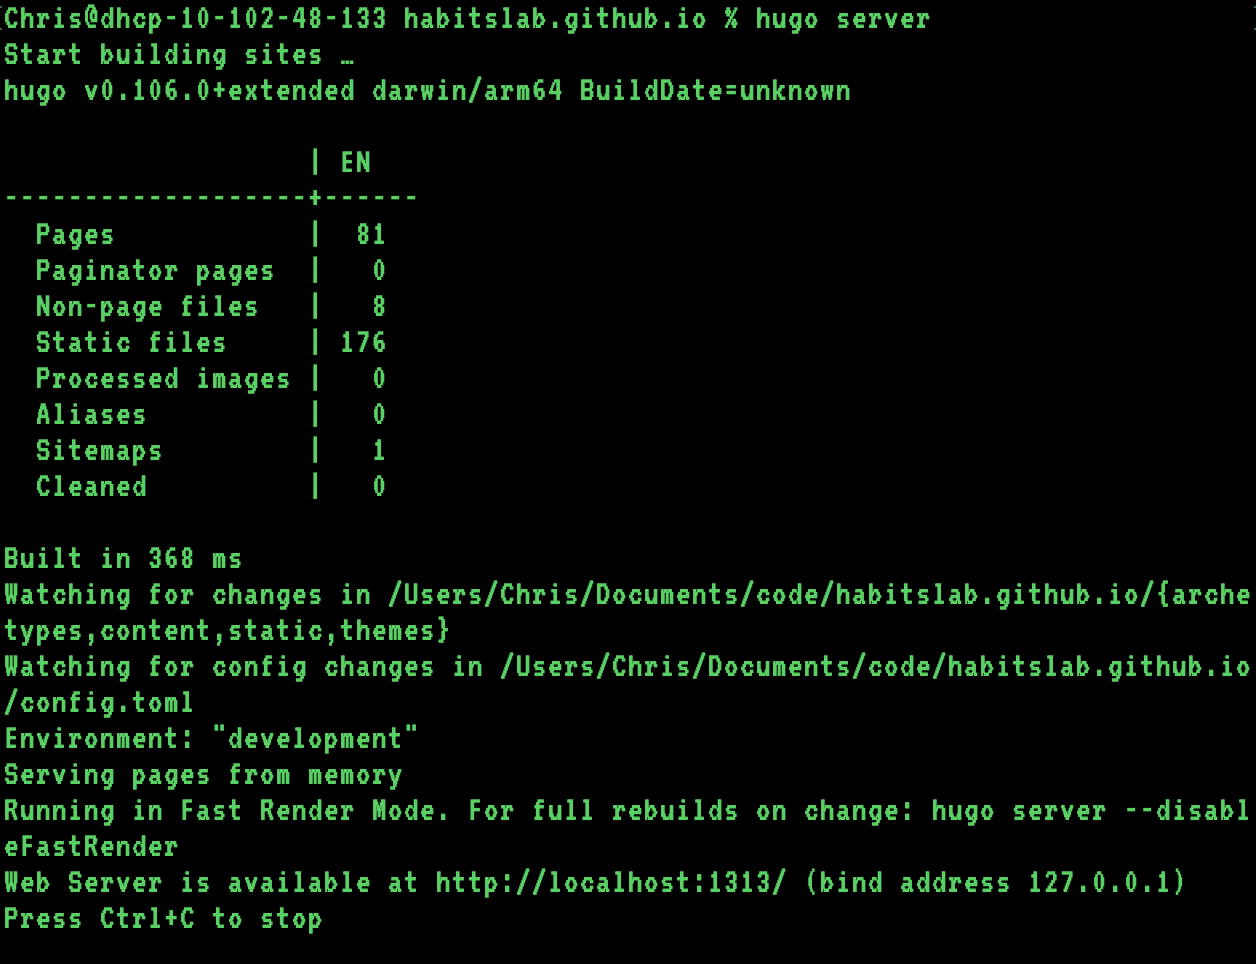 Chris@dhcp-10-102-48-133 habitslab.github.io % hugo server
Start building sites …
hugo v0.106.0+extended darwin/arm64 BuildDate=unknown
                   | EN
-------------------+------
  Pages            |  81
  Paginator pages  |   0
  Non-page files   |   8
  Static files     | 176
  Processed images |   0
  Aliases          |   0
  Sitemaps         |   1
  Cleaned          |   0
Built in 368 ms
Watching for changes in /Users/Chris/Documents/code/habitslab.github.io/{arche
types,content,static,themes}
Watching for config changes in /Users/Chris/Documents/code/habitslab.github.io
/config.toml
Environment: "development"
Serving pages from memory
Running in Fast Render Mode. For full rebuilds on change: hugo server --disabl
eFastRender
Web Server is available at http://localhost:1313/ (bind address 127.0.0.1)
Press Ctrl+C to stop